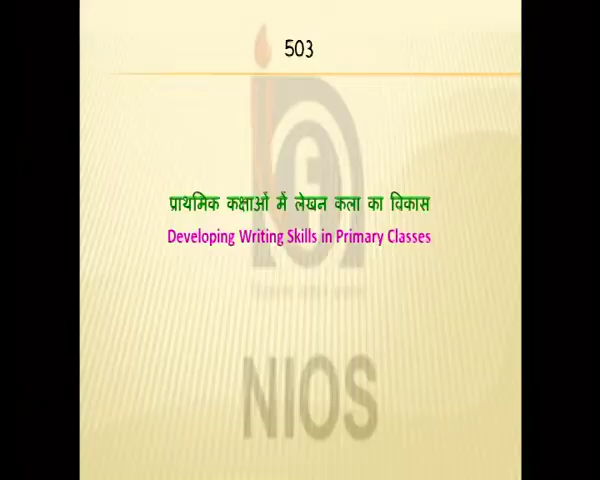 503
प्राथमिक कक्षाओं में लेखन कला का विकास
Developing Writing Skills in Primary Classes
NIOS